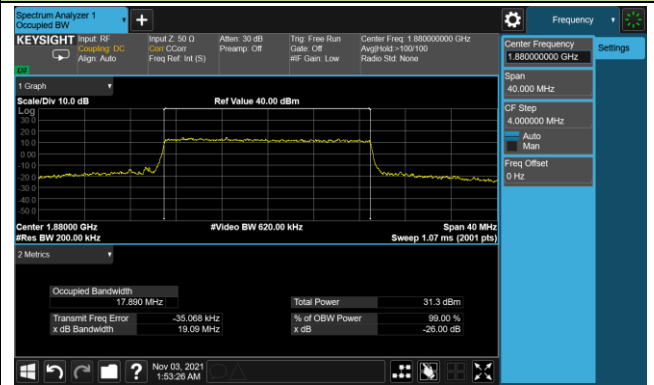 Spectrum Analyzer 1
Occupied BW
+
Frequency
KEYSIGHT Input: RF
Coupling: DC
Align: Auto
Input Z: 50 Ω
Corr CCorr
Freq Ref: Int (S)
Atten: 30 dB
Preamp: Off
Trig: Free Run
Gate: Off
#IF Gain: Low
Center Freq: 1.880000000 GHz
Avg|Hold:>100/100
Radio Std: None
Center Frequency
1.880000000 GHz
Settings
Span
40.000 MHz
CF Step
4.000000 MHz
Auto
Man
Freq Offset
0 Hz
1 Graph
Scale/Div 10.0 dB
Ref Value 40.00 dBm
Log
30.0
20.0
10.0
0.00
-10.0
-20.0
-30.0
-40.0
-50.0
Center 1.88000 GHz
#Video BW 620.00 kHz
Span 40 MHz
#Res BW 200.00 kHz
Sweep 1.07 ms (2001 pts)
2 Metrics
Occupied Bandwidth
17.890 MHz
Total Power
31.3 dBm
Transmit Freq Error
-35.068 kHz
% of OBW Power
99.00 %
x dB Bandwidth
19.09 MHz
x dB
-26.00 dB
?
Nov 03, 2021
1:53:26 AM